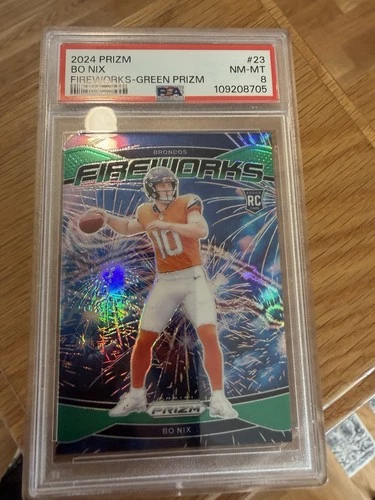 2024 PRIZM #23
BO NIX NM-MT
FIREWORKS-GREEN PRIZM 8
PSA 109208705
BRONCOS
FIREWORKS
RC
10
PRIZM
BO NIX